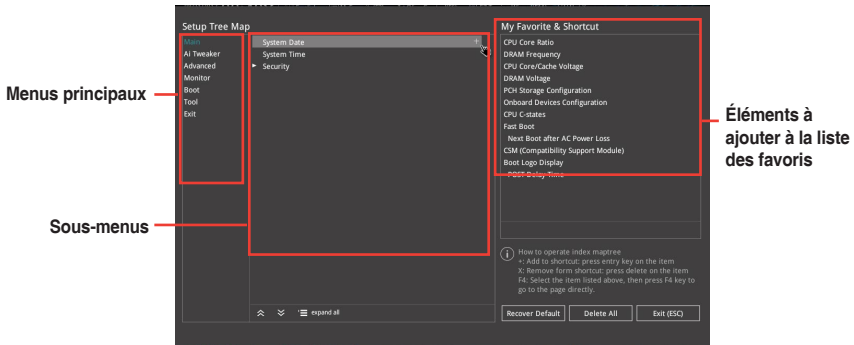 Setup Tree Map
My Favorite & Shortcut
Main
Ai Tweaker
Advanced
Monitor
Boot
Tool
Exit
System Date +
System Time
Security
CPU Core Ratio
DRAM Frequency
CPU Core/Cache Voltage
DRAM Voltage
PCH Storage Configuration
Onboard Devices Configuration
CPU C-states
Fast Boot
Next Boot after AC Power Loss
CSM (Compatibility Support Module)
Boot Logo Display
POST Delay Time
Menus principaux
Sous-menus
Éléments à
ajouter à la liste
des favoris
How to operate index maptree
+: Add to shortcut: press entry key on the item
X: Remove form shortcut: press delete on the item
F4: Select the item listed above, then press F4 key to
go to the page directly.
expand all
Recover Default
Delete All
Exit (ESC)